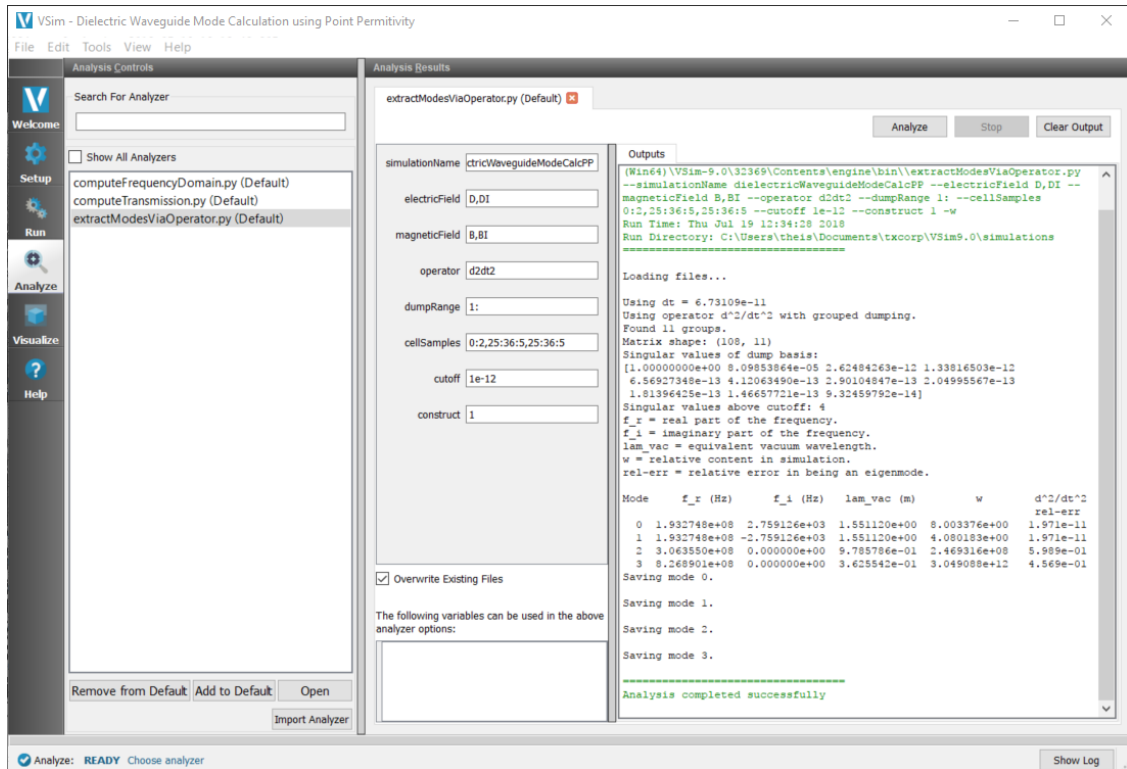 VSim - Dielectric Waveguide Mode Calculation using Point Permitivity
File Edit Tools View Help
Analysis Controls
Analysis Results
Welcome
Setup
Run
Analyze
Visualize
Help
Search For Analyzer
Show All Analyzers
computeFrequencyDomain.py (Default)
computeTransmission.py (Default)
extractModesViaOperator.py (Default)
Remove from Default Add to Default Open
Import Analyzer
extractModesViaOperator.py (Default)
Analyze Stop Clear Output
simulationName ctricWaveguideModeCalcPP
electricField D,DI
magneticField B,BI
operator d2dt2
dumpRange 1:
cellSamples 0:2,25:36:5,25:36:5
cutoff 1e-12
construct 1
Overwrite Existing Files
The following variables can be used in the above
analyzer options:
Outputs
(Win64)\VSim-9.0\32369\Contents\engine\bin\\extractModesViaOperator.py
--simulationName dielectricWaveguideModeCalcPP --electricField D,DI --
magneticField B,BI --operator d2dt2 --dumpRange 1: --cellSamples
0:2,25:36:5,25:36:5 --cutoff 1e-12 --construct 1 -w
Run Time: Thu Jul 19 12:34:28 2018
Run Directory: C:\Users\theis\Documents\txcorp\VSim9.0\simulations
==================================
Loading files...
Using dt = 6.73109e-11
Using operator d^2/dt^2 with grouped dumping.
Found 11 groups.
Matrix shape: (108, 11)
Singular values of dump basis:
[1.00000000e+00 8.09853864e-05 2.62484263e-12 1.33816503e-12
6.56927348e-13 4.12063490e-13 2.90104847e-13 2.04995567e-13
1.81396425e-13 1.46657721e-13 9.32459792e-14]
Singular values above cutoff: 4
f_r = real part of the frequency.
f_i = imaginary part of the frequency.
lam_vac = equivalent vacuum wavelength.
w = relative content in simulation.
rel-err = relative error in being an eigenmode.
Mode f_r (Hz) f_i (Hz) lam_vac (m) w d^2/dt^2
rel-err
0 1.932748e+08 2.759126e+03 1.551120e+00 8.003376e+00 1.971e-11
1 1.932748e+08 -2.759126e+03 1.551120e+00 4.080183e+00 1.971e-11
2 3.063550e+08 0.000000e+00 9.785786e-01 2.469316e+08 5.989e-01
3 8.268901e+08 0.000000e+00 3.625542e-01 3.049088e+12 4.569e-01
Saving mode 0.
Saving mode 1.
Saving mode 2.
Saving mode 3.
==================================
Analysis completed successfully
Analyze: READY Choose analyzer
Show Log